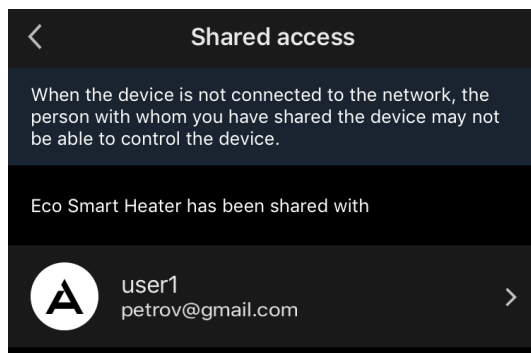 Shared access
When the device is not connected to the network, the
person with whom you have shared the device may not
be able to control the device.
Eco Smart Heater has been shared with
user1
petrov@gmail.com